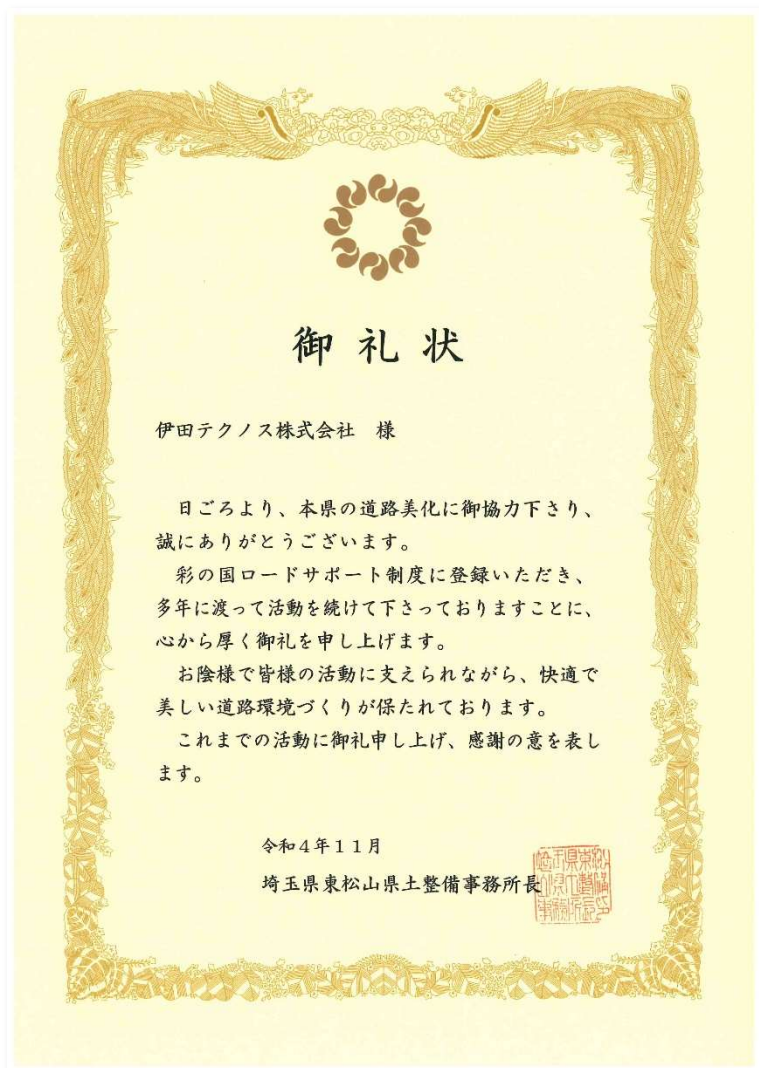 御礼状
伊田テクノス株式会社　様
日ごろより、本県の道路美化に御協力下さり、
誠にありがとうございます。
彩の国ロードサポート制度に登録いただき、
多年に渡って活動を続けて下さっておりますことに、
心から厚く御礼を申し上げます。
お陰様で皆様の活動に支えられながら、快適で
美しい道路環境づくりが保たれております。
これまでの活動に御礼申し上げ、感謝の意を表し
ます。
令和４年１１月
埼玉県東松山県土整備事務所長